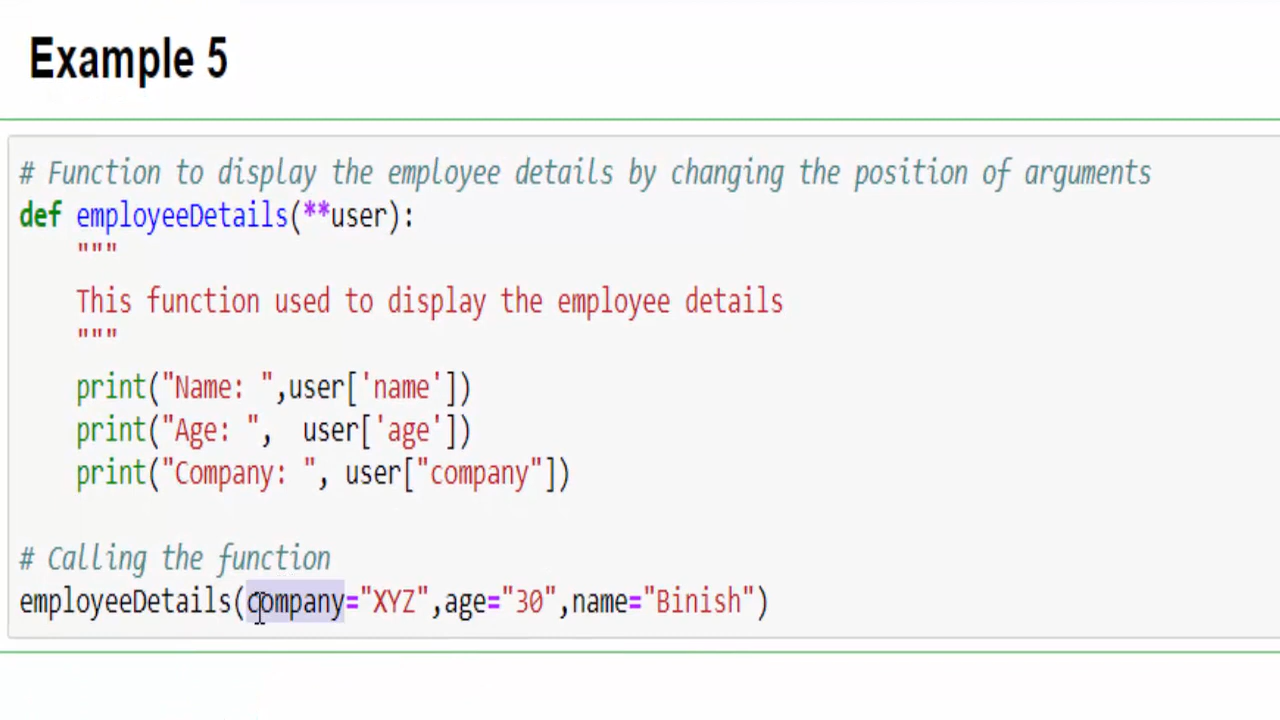 Example 5
# Function to display the employee details by changing the position of arguments
def employeeDetails(**user):
    """
    This function used to display the employee details
    """
    print("Name: ",user['name'])
    print("Age: ",  user['age'])
    print("Company: ", user["company"])
# Calling the function
employeeDetails(company="XYZ",age="30",name="Binish")